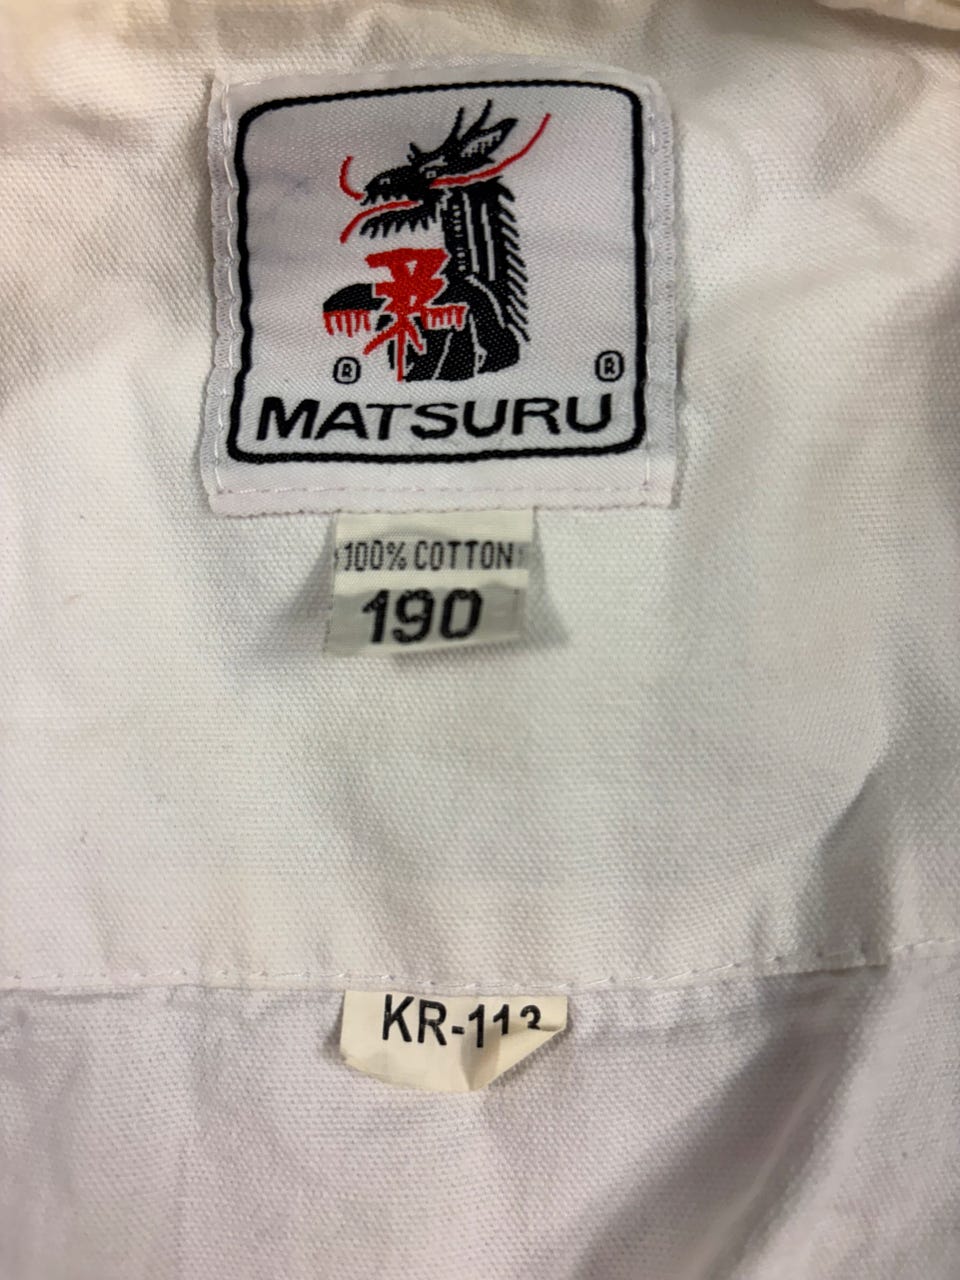 柔
® ®
MATSURU
100% COTTON
190
KR-113